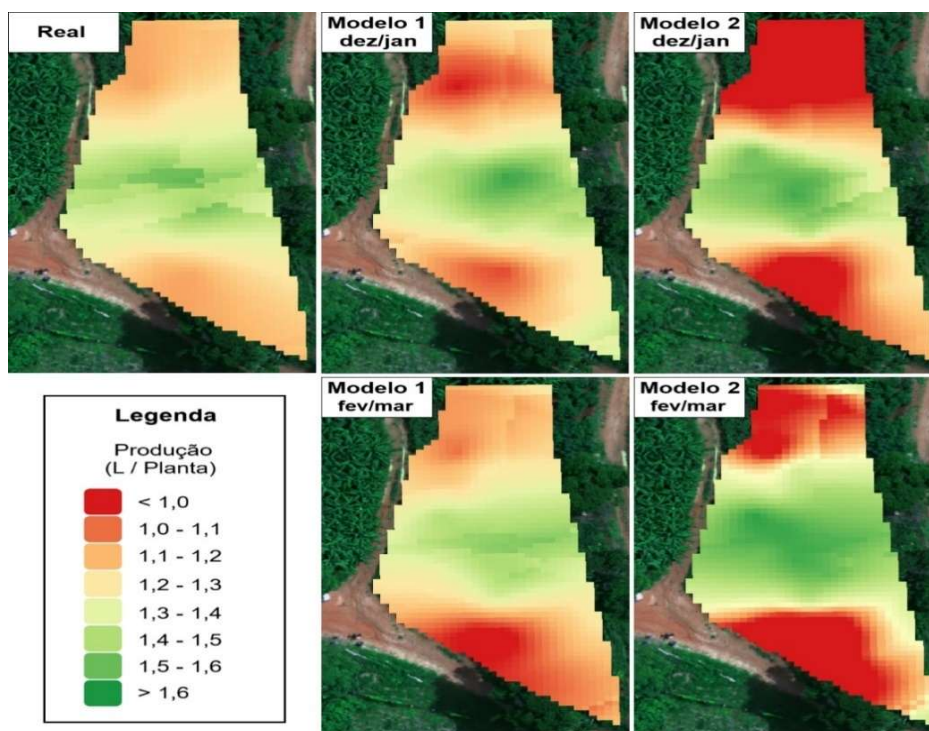 Real
Modelo 1
dez/jan
Modelo 2
dez/jan
Modelo 1
fev/mar
Modelo 2
fev/mar
Legenda
Produção
(L / Planta)
< 1,0
1,0 - 1,1
1,1 - 1,2
1,2 - 1,3
1,3 - 1,4
1,4 - 1,5
1,5 - 1,6
> 1,6